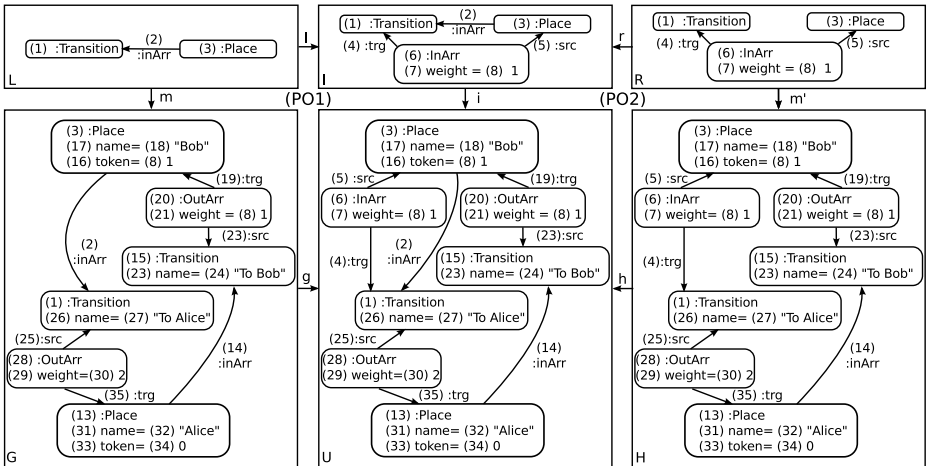 (1) :Transition
(2)
:inArr
(3) :Place
L
l
(1) :Transition
(2)
:inArr
(3) :Place
(4) :trg
(5) :src
(6) :InArr
(7) weight = (8) 1
I
r
(1) :Transition
(3) :Place
(4) :trg
(5) :src
(6) :InArr
(7) weight = (8) 1
R
m
(PO1)
i
(PO2)
m'
(3) :Place
(17) name= (18) "Bob"
(16) token= (8) 1
(19):trg
(20) :OutArr
(21) weight = (8) 1
(23):src
(2)
:inArr
(15) :Transition
(23) name= (24) "To Bob"
(1) :Transition
(26) name= (27) "To Alice"
(25):src
(28) :OutArr
(29) weight=(30) 2
(14)
:inArr
(35) :trg
(13) :Place
(31) name= (32) "Alice"
(33) token= (34) 0
G
g
(3) :Place
(17) name= (18) "Bob"
(16) token= (8) 1
(5) :src
(19):trg
(6) :InArr
(7) weight= (8) 1
(20) :OutArr
(21) weight = (8) 1
(23):src
(4):trg
(2)
:inArr
(15) :Transition
(23) name= (24) "To Bob"
(1) :Transition
(26) name= (27) "To Alice"
(25):src
(28) :OutArr
(29) weight=(30) 2
(14)
:inArr
(35) :trg
(13) :Place
(31) name= (32) "Alice"
(33) token= (34) 0
U
h
(3) :Place
(17) name= (18) "Bob"
(16) token= (8) 1
(5) :src
(19):trg
(6) :InArr
(7) weight= (8) 1
(20) :OutArr
(21) weight = (8) 1
(23):src
(4):trg
(15) :Transition
(23) name= (24) "To Bob"
(1) :Transition
(26) name= (27) "To Alice"
(25):src
(28) :OutArr
(29) weight=(30) 2
(14)
:inArr
(35) :trg
(13) :Place
(31) name= (32) "Alice"
(33) token= (34) 0
H